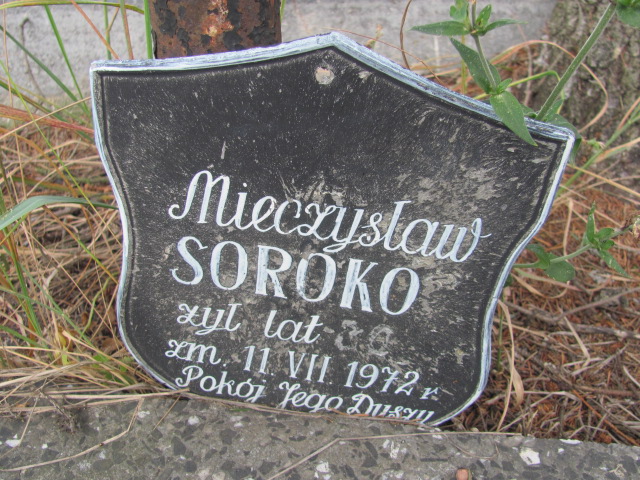 Mieczysław
SOROKO
żył lat
zm 11 VII 1972 r.
Pokój Jego Duszy